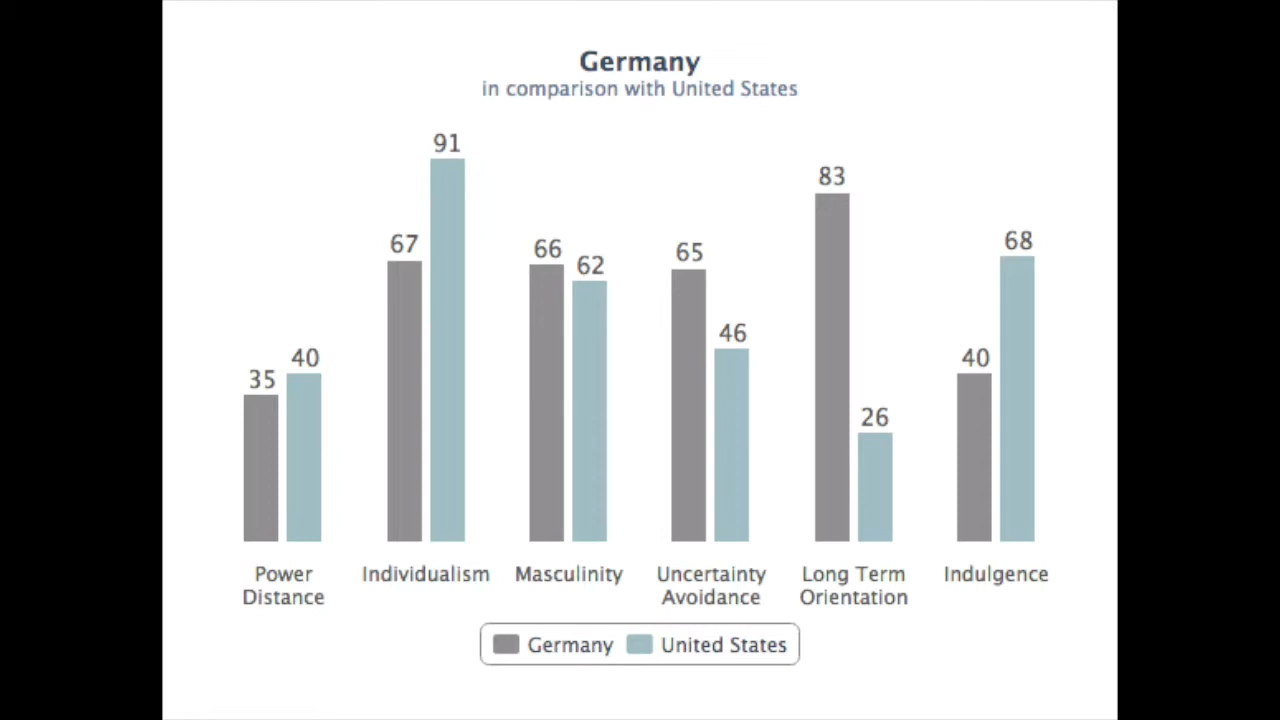 Germany
in comparison with United States
91
83
67
66
62
65
68
46
35
40
40
26
Power
Distance
Individualism
Masculinity
Uncertainty
Avoidance
Long Term
Orientation
Indulgence
Germany
United States